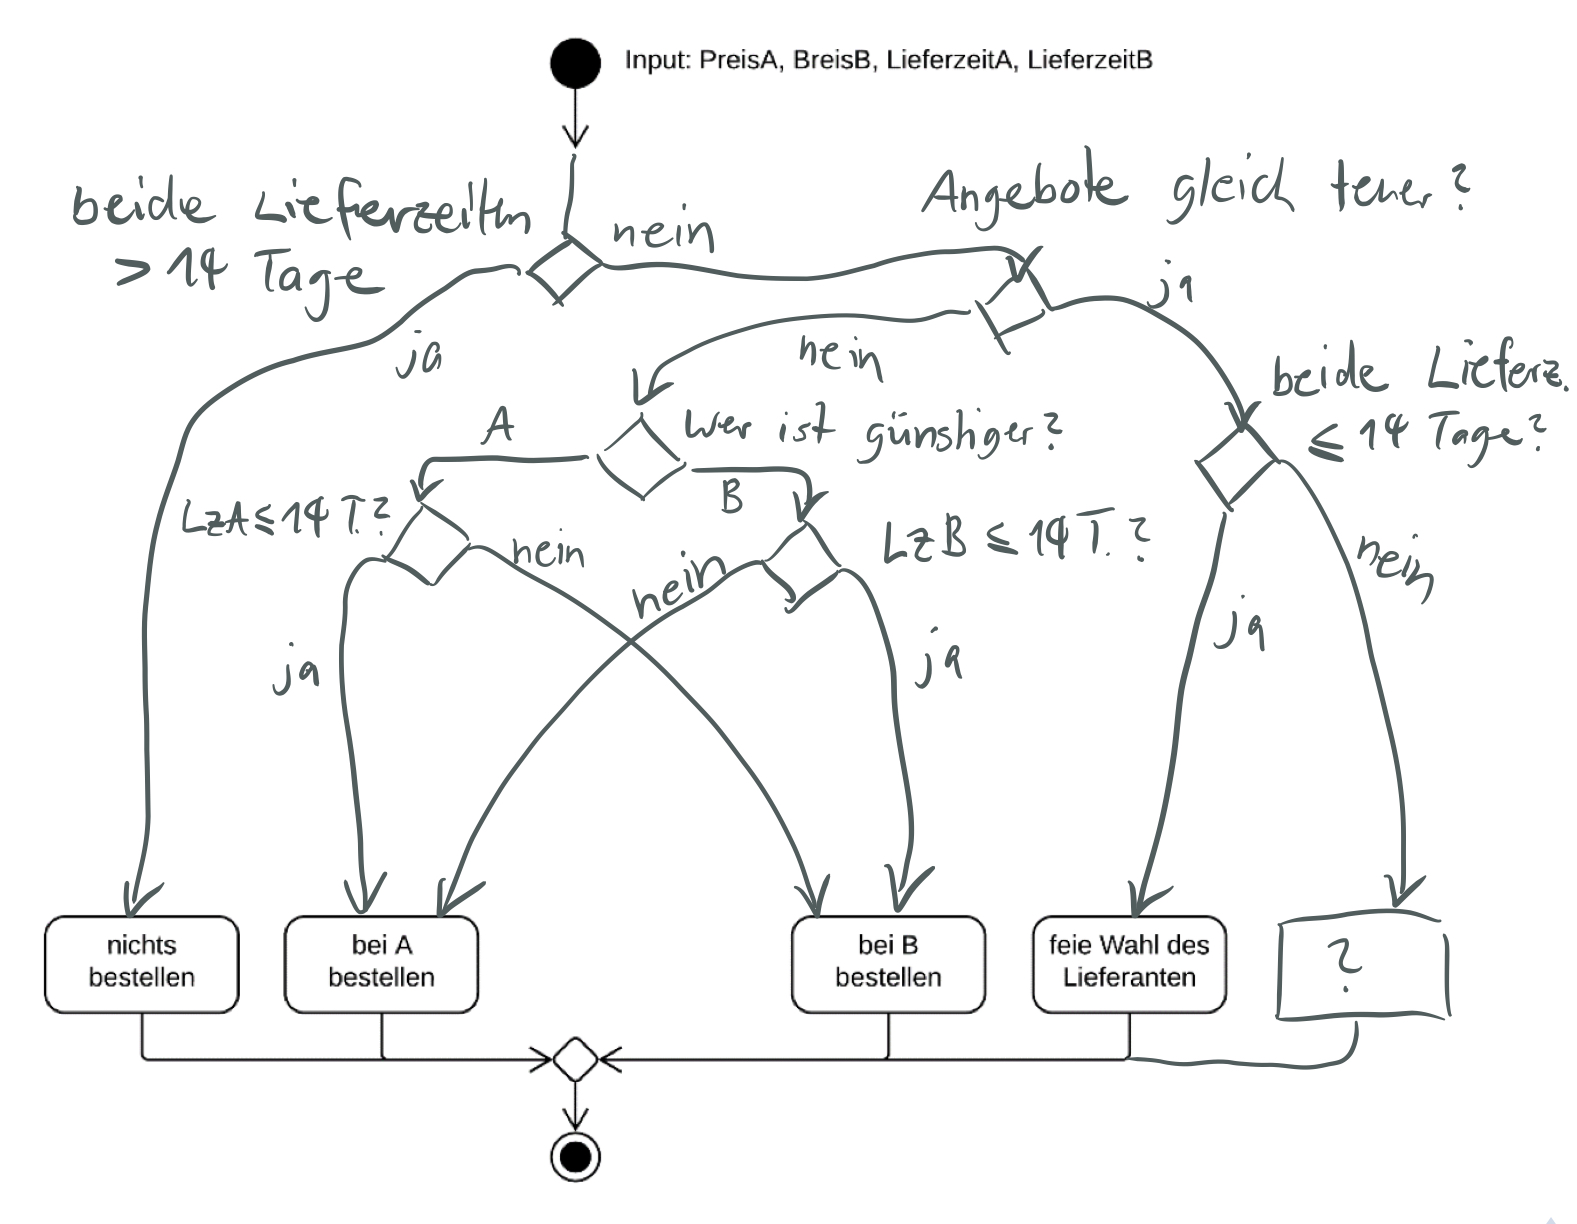 Input: PreisA, BreisB, LieferzeitA, LieferzeitB
beide Lieferzeiten
> 14 Tage
nein
Angebote gleich teuer?
ja
ja
nein
beide Lieferz.
≤ 14 Tage?
A
Wer ist günstiger?
B
LzA ≤ 14 T.?
nein
nein
LzB ≤ 14 T.?
nein
ja
ja
ja
nichts
bestellen
bei A
bestellen
bei B
bestellen
feie Wahl des
Lieferanten
?